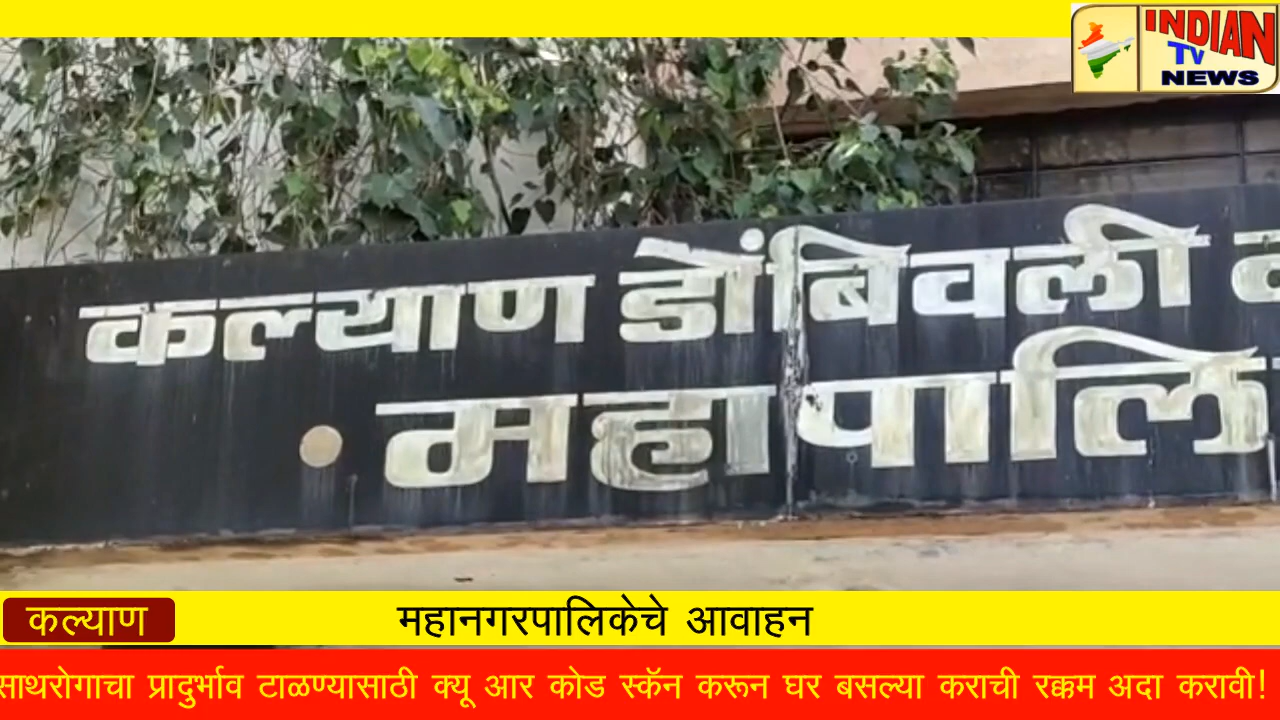 INDIAN
TV
NEWS
कल्याण डोंबिवली
महापालि
कल्याण
महानगरपालिकेचे आवाहन
साथरोगाचा प्रादुर्भाव टाळण्यासाठी क्यू आर कोड स्कॅन करून घर बसल्या कराची रक्कम अदा करावी!